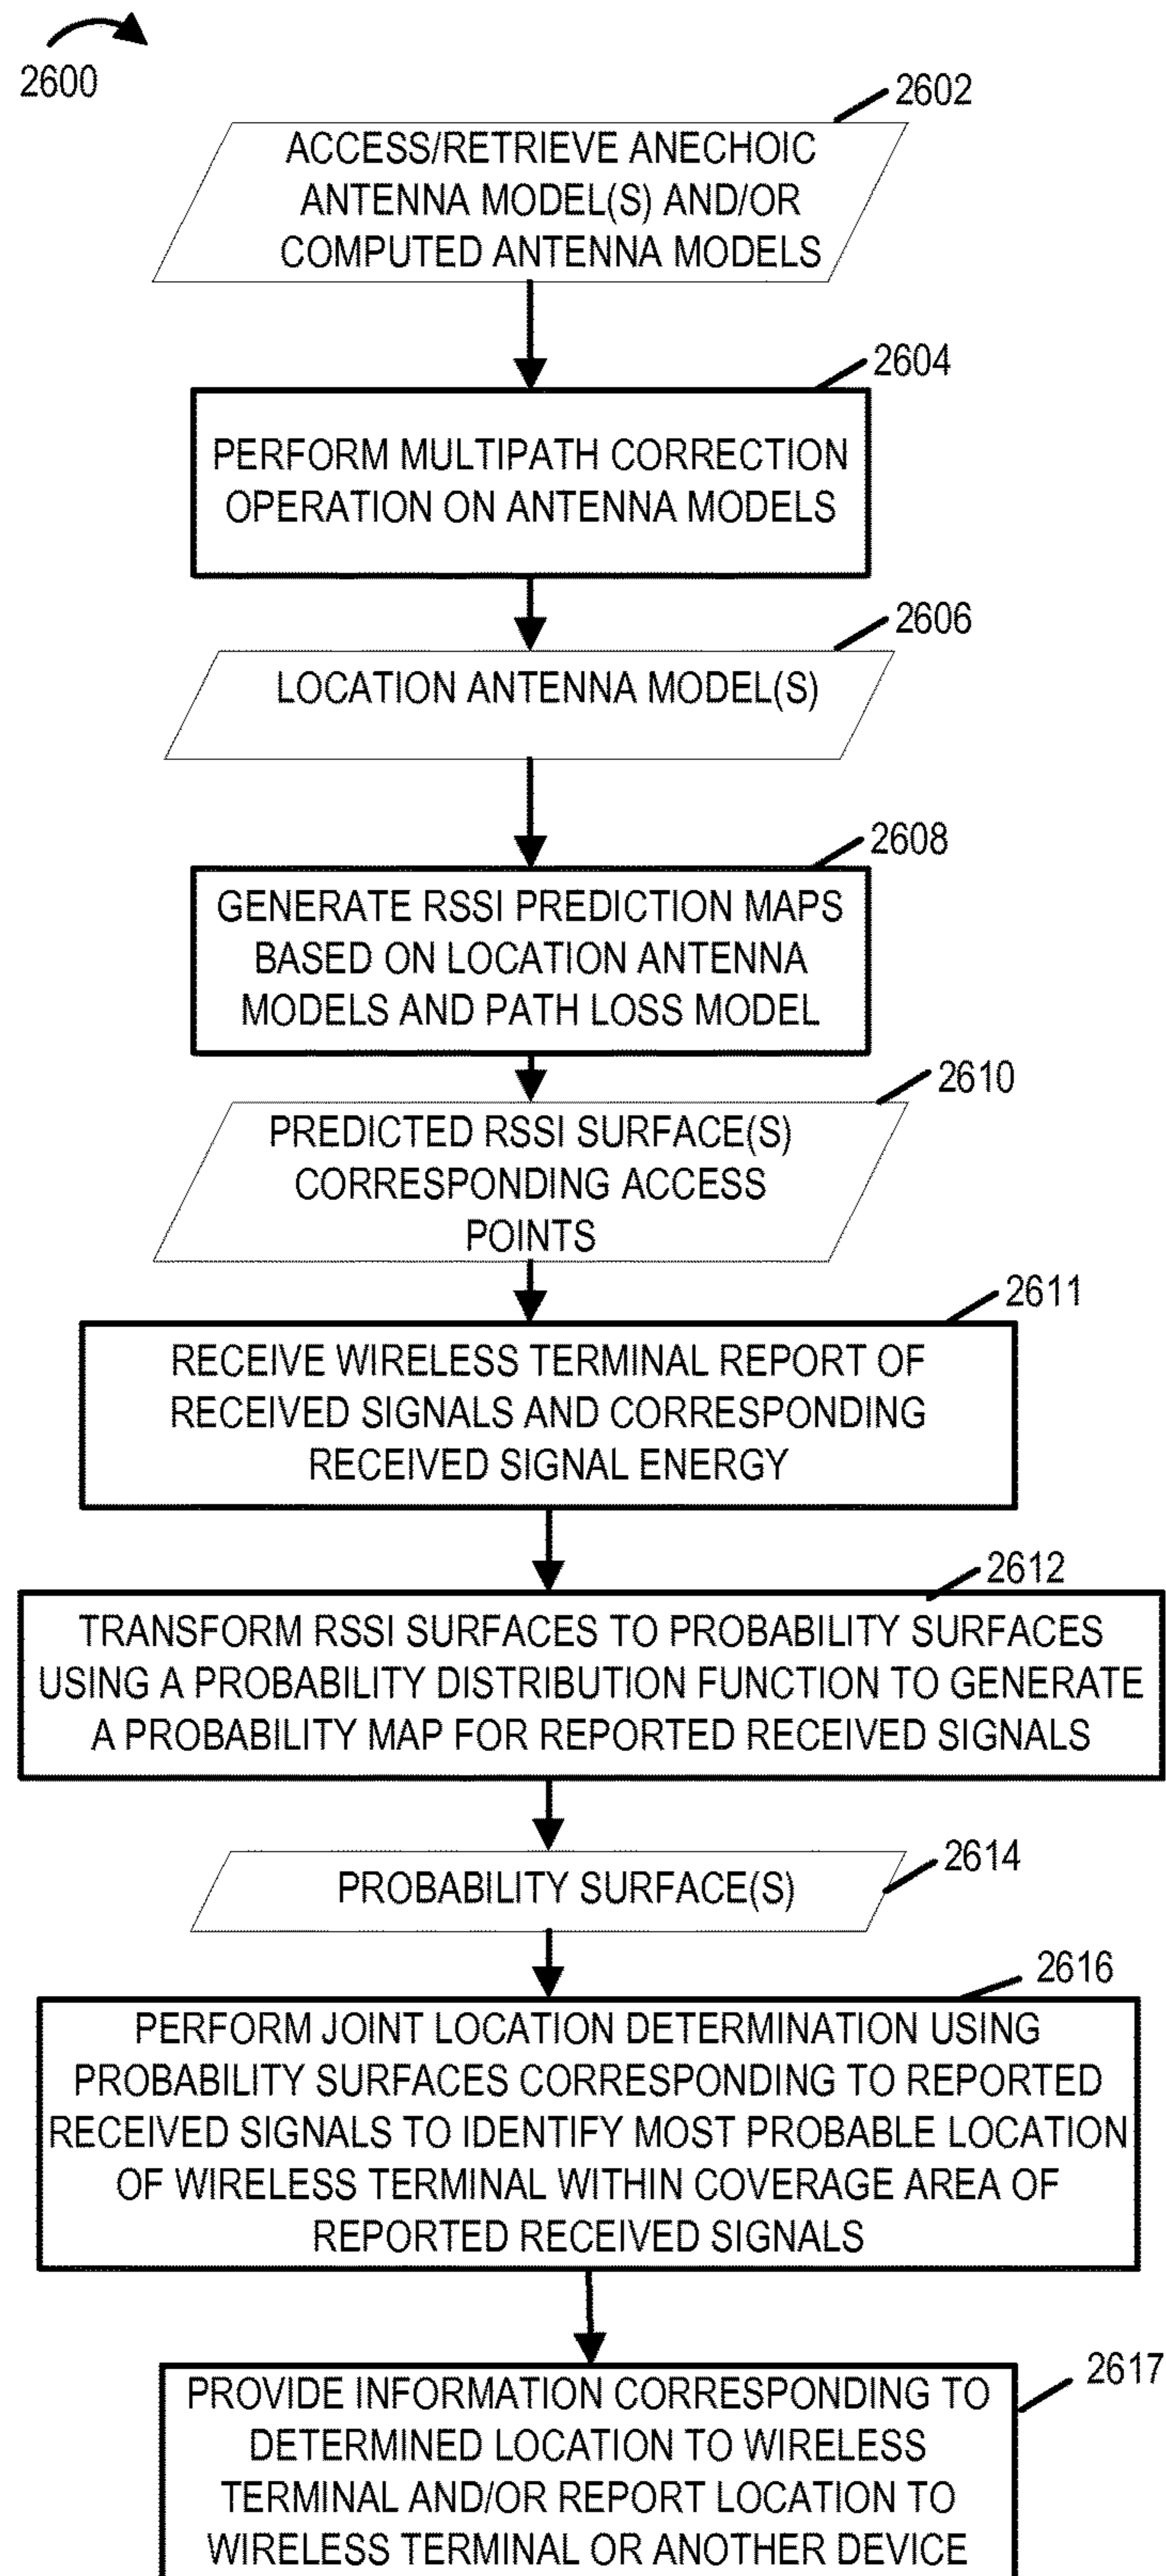 2600
2602
ACCESS/RETRIEVE ANECHOIC
ANTENNA MODEL(S) AND/OR
COMPUTED ANTENNA MODELS
2604
PERFORM MULTIPATH CORRECTION
OPERATION ON ANTENNA MODELS
2606
LOCATION ANTENNA MODEL(S)
2608
GENERATE RSSI PREDICTION MAPS
BASED ON LOCATION ANTENNA
MODELS AND PATH LOSS MODEL
2610
PREDICTED RSSI SURFACE(S)
CORRESPONDING ACCESS
POINTS
2611
RECEIVE WIRELESS TERMINAL REPORT OF
RECEIVED SIGNALS AND CORRESPONDING
RECEIVED SIGNAL ENERGY
2612
TRANSFORM RSSI SURFACES TO PROBABILITY SURFACES
USING A PROBABILITY DISTRIBUTION FUNCTION TO GENERATE
A PROBABILITY MAP FOR REPORTED RECEIVED SIGNALS
2614
PROBABILITY SURFACE(S)
2616
PERFORM JOINT LOCATION DETERMINATION USING
PROBABILITY SURFACES CORRESPONDING TO REPORTED
RECEIVED SIGNALS TO IDENTIFY MOST PROBABLE LOCATION
OF WIRELESS TERMINAL WITHIN COVERAGE AREA OF
REPORTED RECEIVED SIGNALS
2617
PROVIDE INFORMATION CORRESPONDING TO
DETERMINED LOCATION TO WIRELESS
TERMINAL AND/OR REPORT LOCATION TO
WIRELESS TERMINAL OR ANOTHER DEVICE